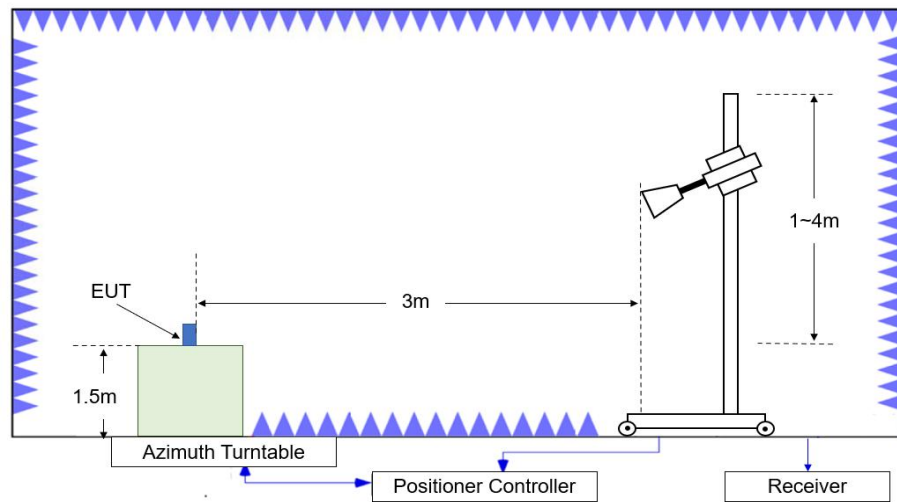 EUT
1~4m
3m
1.5m
Azimuth Turntable
Positioner Controller
Receiver